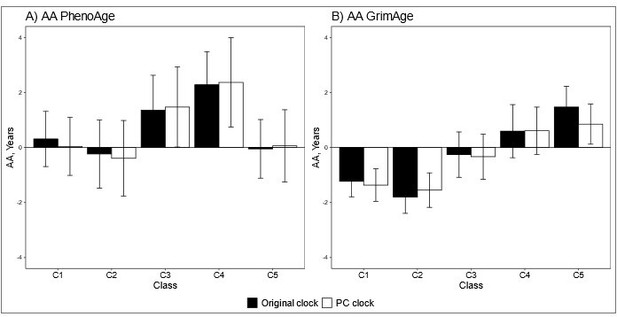 A) AA PhenoAge
4
2
0
-2
-4
AA, Years
C1 C2 C3 C4 C5
Class
B) AA GrimAge
4
2
0
-2
-4
AA, Years
C1 C2 C3 C4 C5
Class
Original clock PC clock